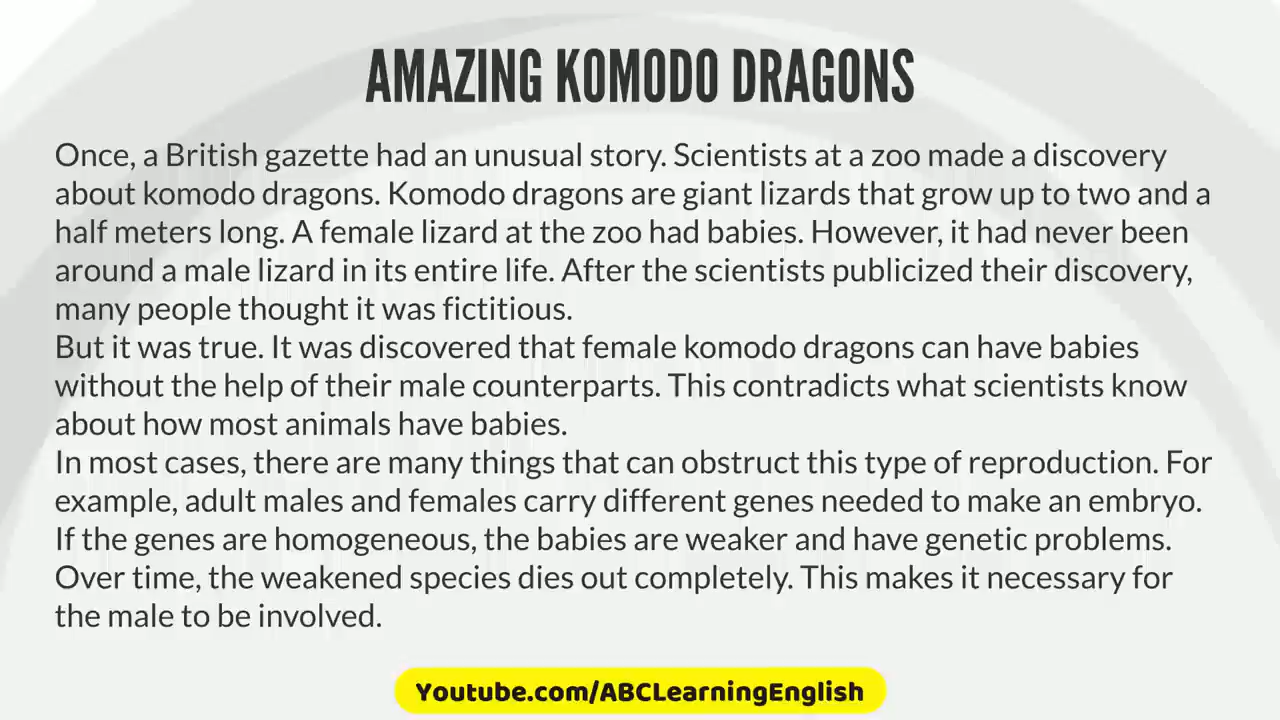 AMAZING KOMODO DRAGONS
Once, a British gazette had an unusual story. Scientists at a zoo made a discovery
about komodo dragons. Komodo dragons are giant lizards that grow up to two and a
half meters long. A female lizard at the zoo had babies. However, it had never been
around a male lizard in its entire life. After the scientists publicized their discovery,
many people thought it was fictitious.
But it was true. It was discovered that female komodo dragons can have babies
without the help of their male counterparts. This contradicts what scientists know
about how most animals have babies.
In most cases, there are many things that can obstruct this type of reproduction. For
example, adult males and females carry different genes needed to make an embryo.
If the genes are homogeneous, the babies are weaker and have genetic problems.
Over time, the weakened species dies out completely. This makes it necessary for
the male to be involved.
Youtube.com/ABCLearningEnglish